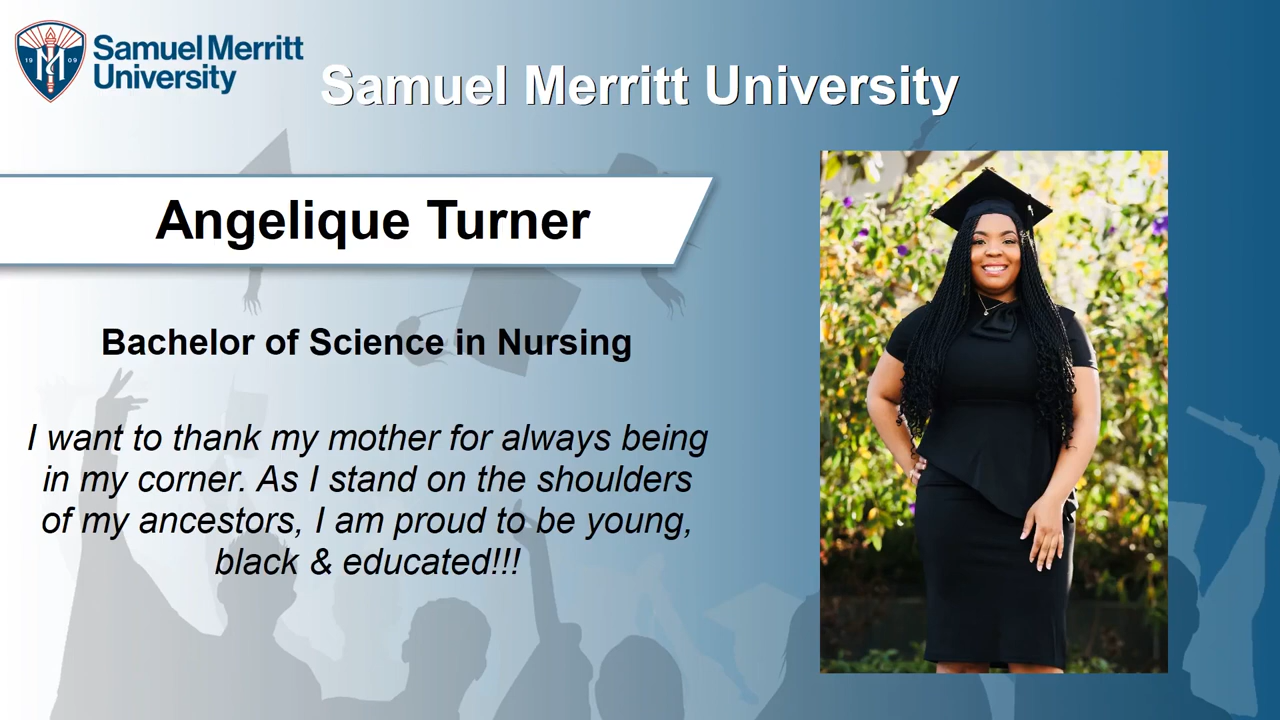 Samuel Merritt
University
19 09
Samuel Merritt University
Angelique Turner
Bachelor of Science in Nursing
I want to thank my mother for always being
in my corner. As I stand on the shoulders
of my ancestors, I am proud to be young,
black & educated!!!